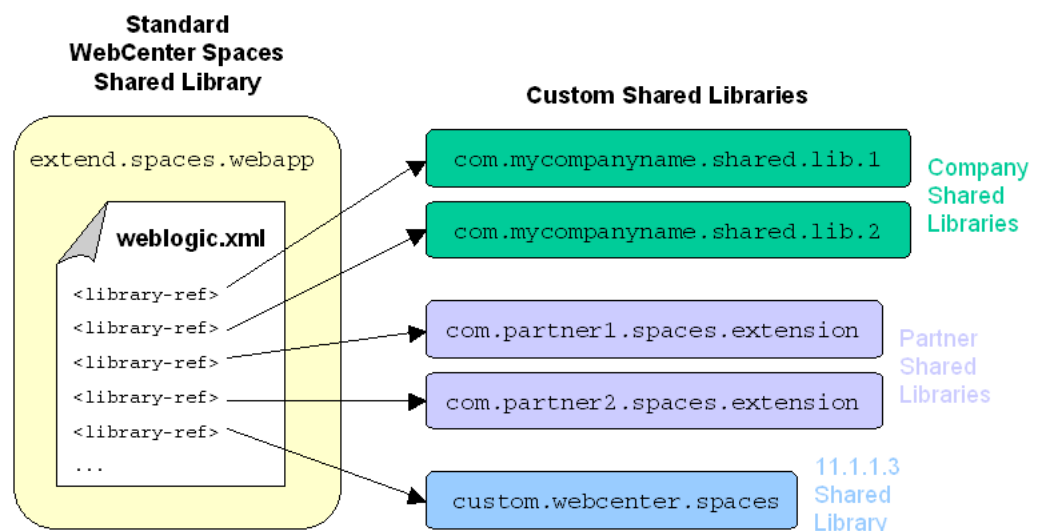 Standard
WebCenter Spaces
Shared Library
extend.spaces.webapp
weblogic.xml
<library-ref>
<library-ref>
<library-ref>
<library-ref>
<library-ref>
...
Custom Shared Libraries
com.mycompanyname.shared.lib.1
com.mycompanyname.shared.lib.2
Company
Shared
Libraries
com.partner1.spaces.extension
com.partner2.spaces.extension
Partner
Shared
Libraries
custom.webcenter.spaces
11.1.1.3
Shared
Library